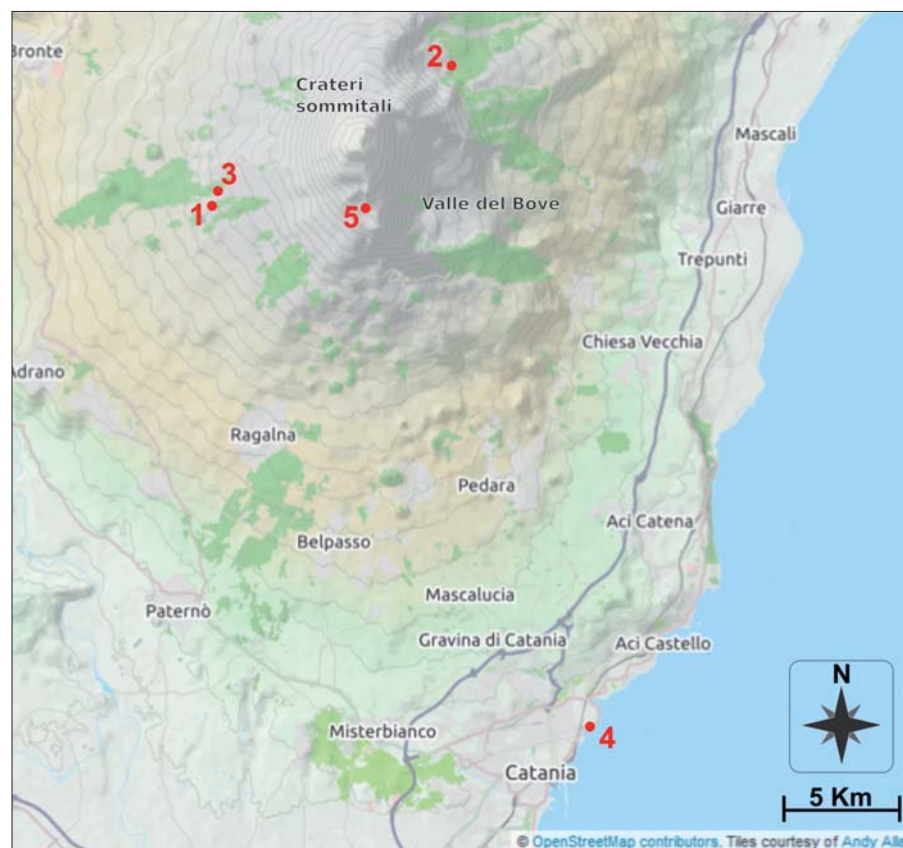 Bronte
2
Crateri
sommitali
Mascali
3
1
5
Valle del Bove
Giarre
Trepunti
Chiesa Vecchia
Adrano
Ragalna
Pedara
Aci Catena
Belpasso
Mascalucia
Paternò
Gravina di Catania
Aci Castello
N
Misterbianco
4
Catania
5 Km
© OpenStreetMap contributors. Tiles courtesy of Andy Alla